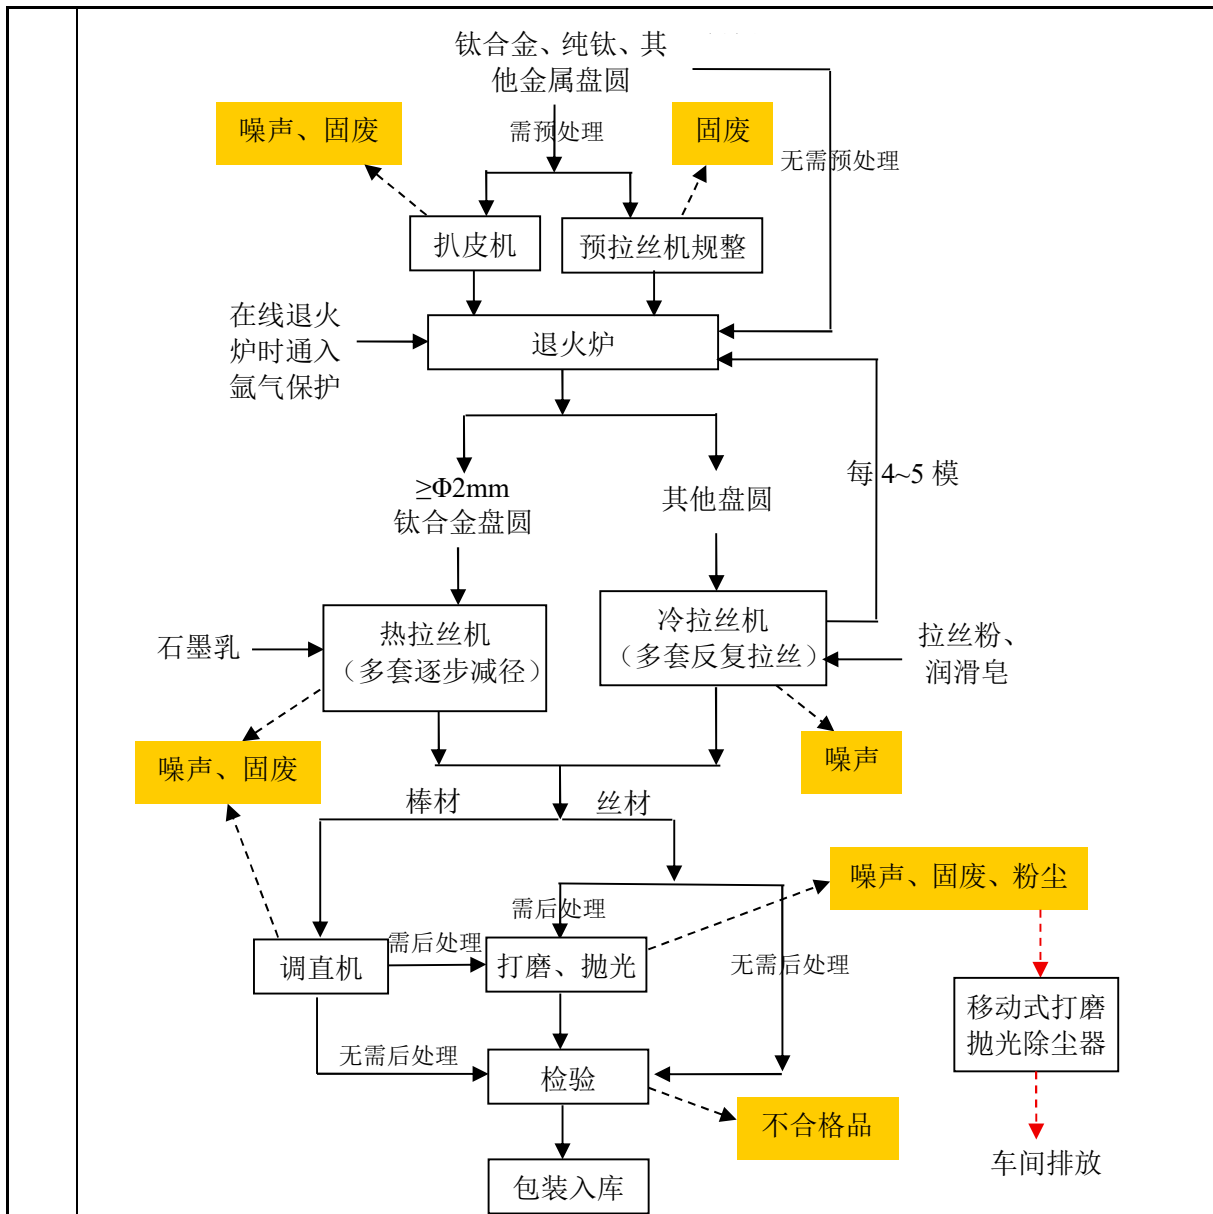 钛合金、纯钛、其
他金属盘圆
噪声、固废
需预处理
固废
无需预处理
扒皮机
预拉丝机规整
在线退火
炉时通入
氩气保护
退火炉
每 4~5 模
≥Φ2mm
钛合金盘圆
其他盘圆
石墨乳
热拉丝机
（多套逐步减径）
冷拉丝机
（多套反复拉丝）
拉丝粉、
润滑皂
噪声、固废
噪声
棒材
丝材
噪声、固废、粉尘
需后处理
调直机
需后处理
打磨、抛光
无需后处理
移动式打磨
抛光除尘器
无需后处理
检验
不合格品
车间排放
包装入库